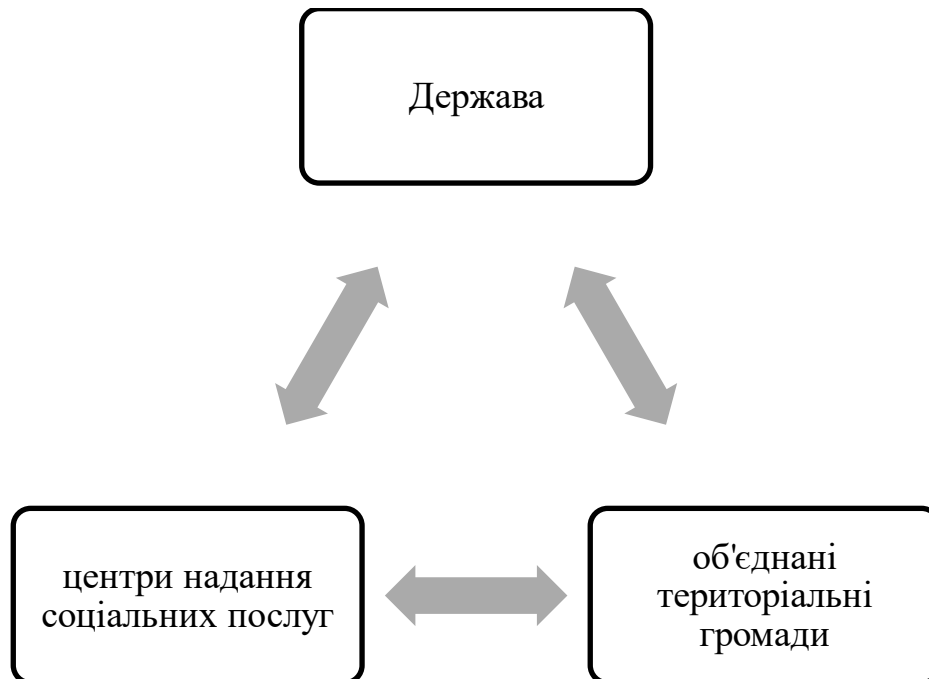 Держава
центри надання
соціальних послуг
об'єднані
територіальні
громади